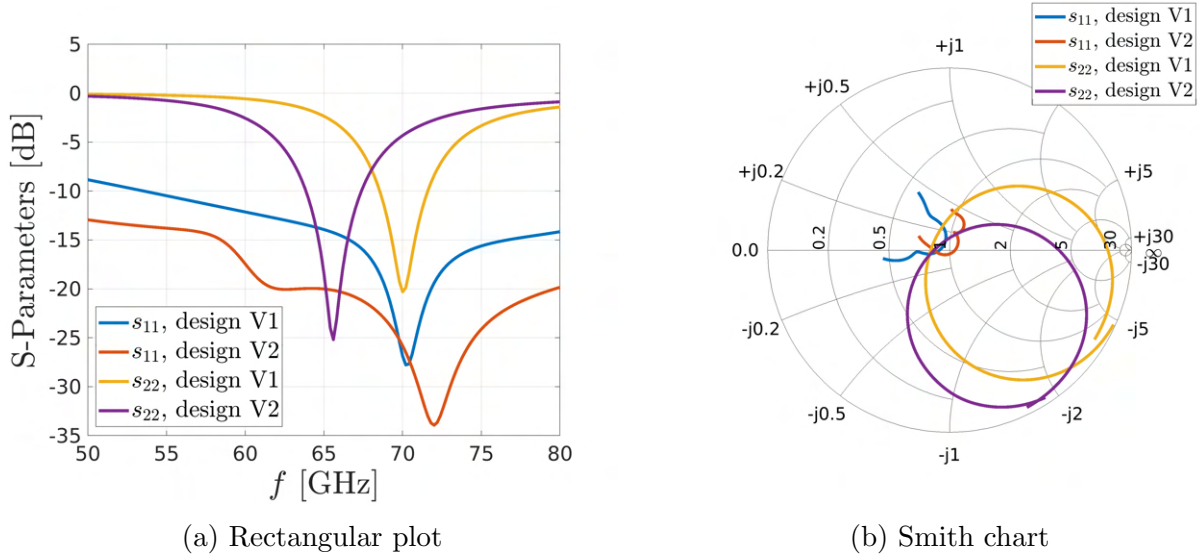 5
0
-5
-10
-15
-20
-25
-30
-35
S-Parameters [dB]
s₁₁, design V1
s₁₁, design V2
s₂₂, design V1
s₂₂, design V2
50 55 60 65 70 75 80
f [GHz]
(a) Rectangular plot
s₁₁, design V1
s₁₁, design V2
s₂₂, design V1
s₂₂, design V2
+j1
+j0.5
+j0.2
+j5
+j30
0.0 0.2 0.5 1 2 5 30 ∞
-j30
-j0.2
-j5
-j0.5
-j2
-j1
(b) Smith chart